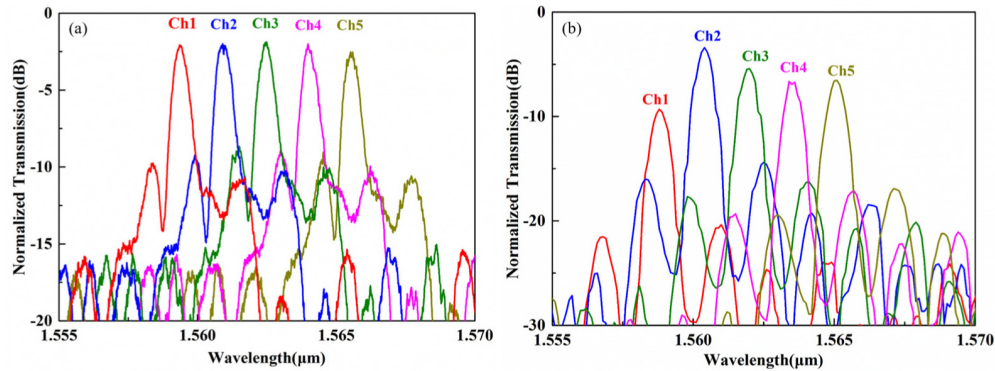 (a)
Ch1 Ch2 Ch3 Ch4 Ch5
0
-5
-10
-15
-20
Normalized Transmission(dB)
1.555 1.560 1.565 1.570
Wavelength(μm)
(b)
Ch2
Ch3
Ch4 Ch5
Ch1
0
-10
-20
-30
Normalized Transmission(dB)
1.555 1.560 1.565 1.570
Wavelength(μm)